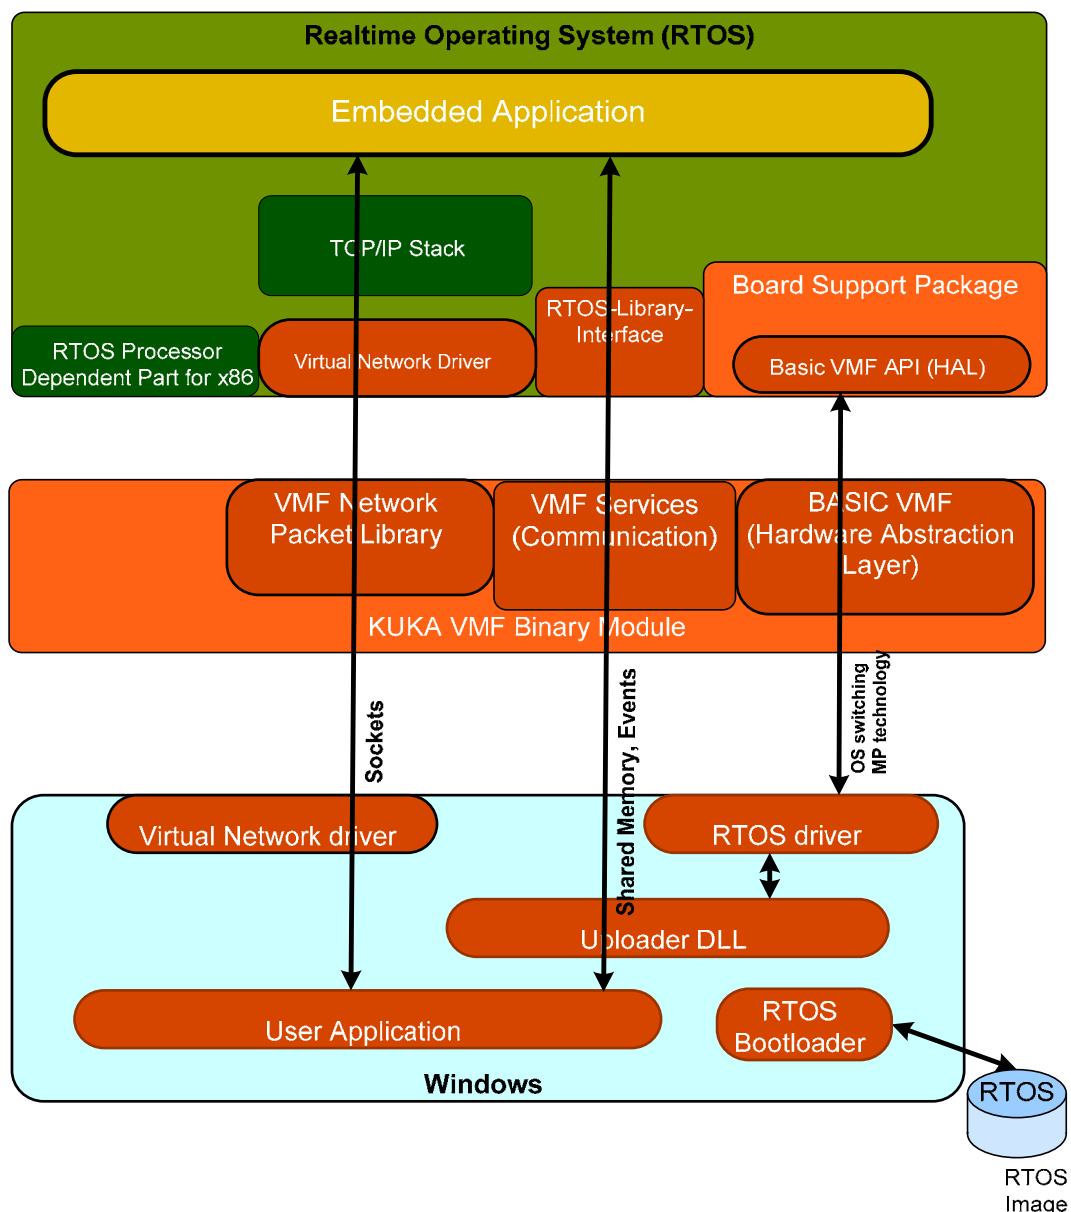 Realtime Operating System (RTOS)
Embedded Application
TCP/IP Stack
Board Support Package
RTOS-Library-
Interface
RTOS Processor
Dependent Part for x86
Virtual Network Driver
Basic VMF API (HAL)
VMF Network
Packet Library
VMF Services
(Communication)
BASIC VMF
(Hardware Abstraction
Layer)
KUKA VMF Binary Module
Sockets
Shared Memory, Events
OS switching
MP technology
Virtual Network driver
RTOS driver
Uploader DLL
User Application
RTOS
Bootloader
Windows
RTOS
RTOS
Image